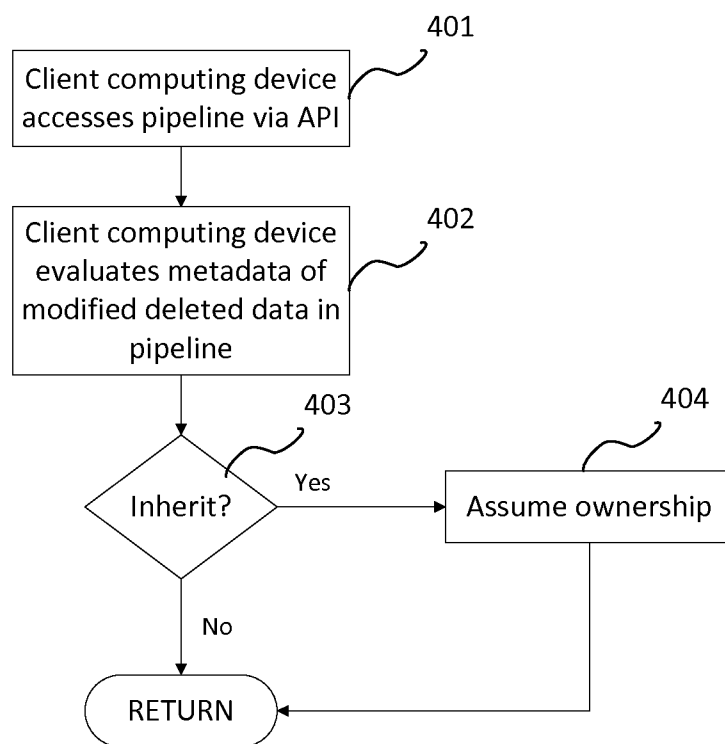 401
Client computing device
accesses pipeline via API
402
Client computing device
evaluates metadata of
modified deleted data in
pipeline
403
Inherit?
Yes
404
Assume ownership
No
RETURN